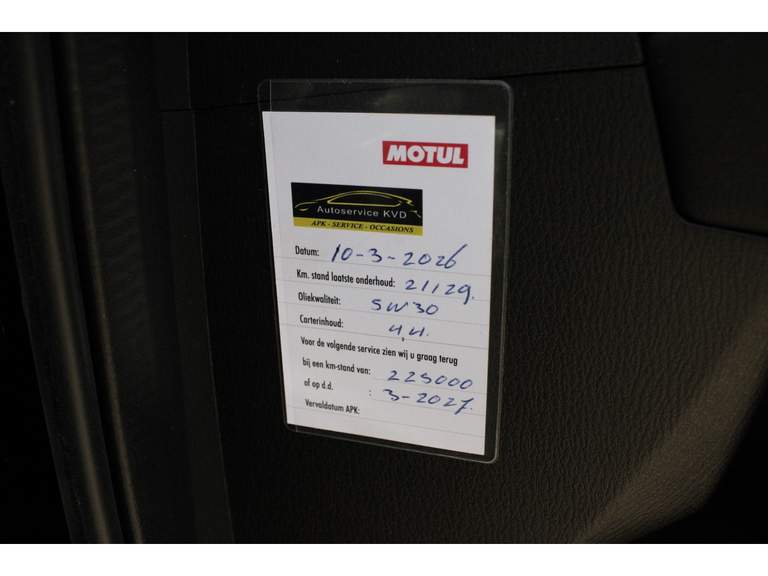 MOTUL
Autoservice KVD
APK - SERVICE - OCCASIONS
Datum: 10-3-2026
Km. stand laatste onderhoud: 21129.
Oliekwaliteit: 5W30
Carterinhoud: 4,4l.
Voor de volgende service zien wij u graag terug
bij een km-stand van: 225000
of op d.d. : 3-2027.
Vervaldatum APK: